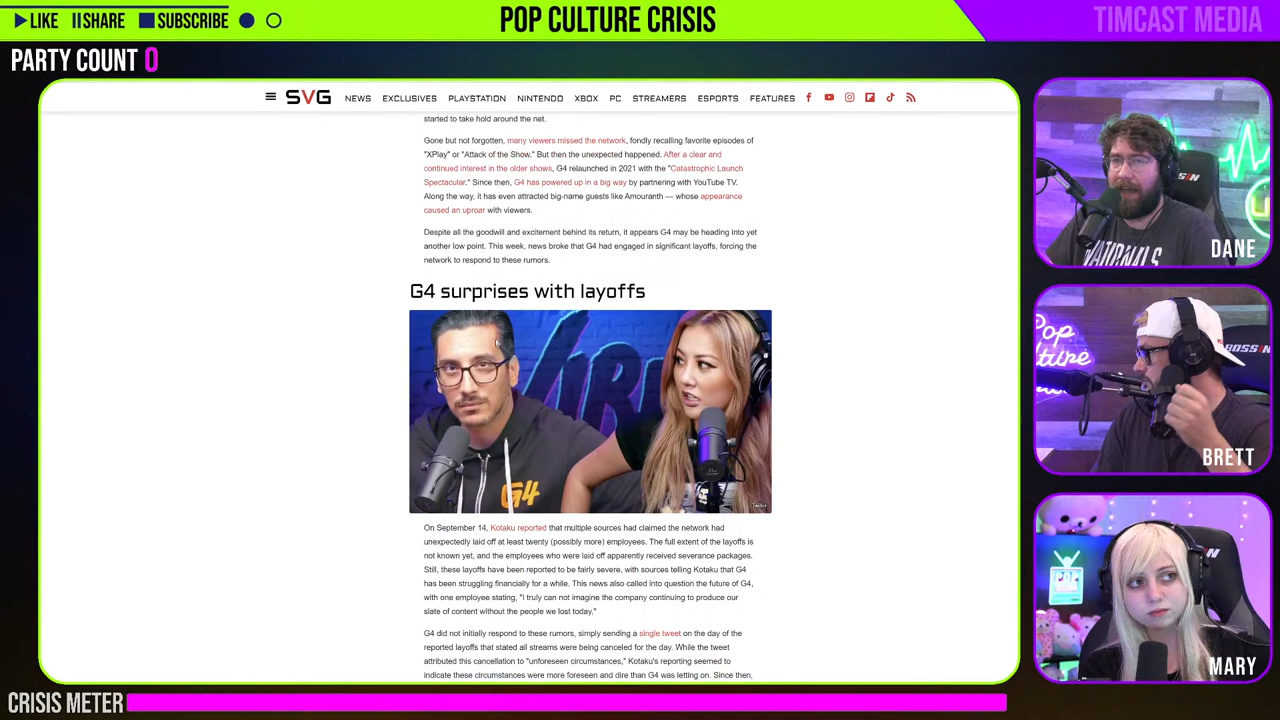 LIKE SHARE SUBSCRIBE
POP CULTURE CRISIS
TIMCAST MEDIA
PARTY COUNT 0
SVG NEWS EXCLUSIVES PLAYSTATION NINTENDO XBOX PC STREAMERS ESPORTS FEATURES
started to take hold around the net.
Gone but not forgotten, many viewers missed the network, fondly recalling favorite episodes of
"XPlay" or "Attack of the Show." But then the unexpected happened. After a clear and
continued interest in the older shows, G4 relaunched in 2021 with the "Catastrophic Launch
Spectacular." Since then, G4 has powered up in a big way by partnering with YouTube TV.
Along the way, it has even attracted big-name guests like Amouranth — whose appearance
caused an uproar with viewers.
Despite all the goodwill and excitement behind its return, it appears G4 may be heading into yet
another low point. This week, news broke that G4 had engaged in significant layoffs, forcing the
network to respond to these rumors.
G4 surprises with layoffs
G4
Twitter
On September 14, Kotaku reported that multiple sources had claimed the network had
unexpectedly laid off at least twenty (possibly more) employees. The full extent of the layoffs is
not known yet, and the employees who were laid off apparently received severance packages.
Still, these layoffs have been reported to be fairly severe, with sources telling Kotaku that G4
has been struggling financially for a while. This news also called into question the future of G4,
with one employee stating, "I truly can not imagine the company continuing to produce our
slate of content without the people we lost today."
G4 did not initially respond to these rumors, simply sending a single tweet on the day of the
reported layoffs that stated all streams were being canceled for the day. While the tweet
attributed this cancellation to "unforeseen circumstances," Kotaku's reporting seemed to
indicate these circumstances were more foreseen and dire than G4 was letting on. Since then,
DANE
Pop
BRETT
MARY
CRISIS METER